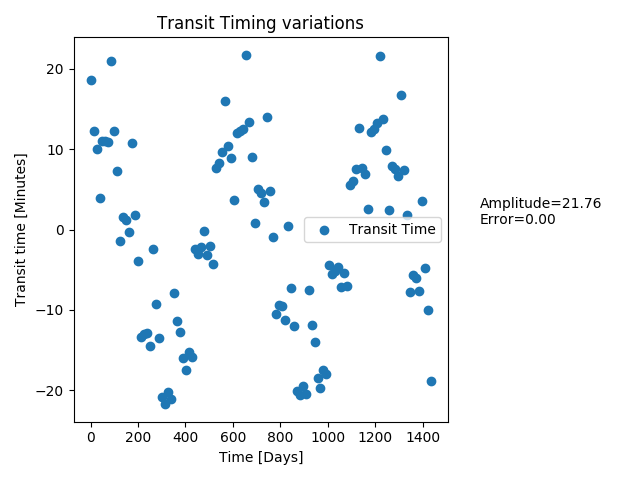 Transit Timing variations
Transit time [Minutes]
20
10
0
−10
−20
Transit Time
Amplitude=21.76
Error=0.00
0 200 400 600 800 1000 1200 1400
Time [Days]